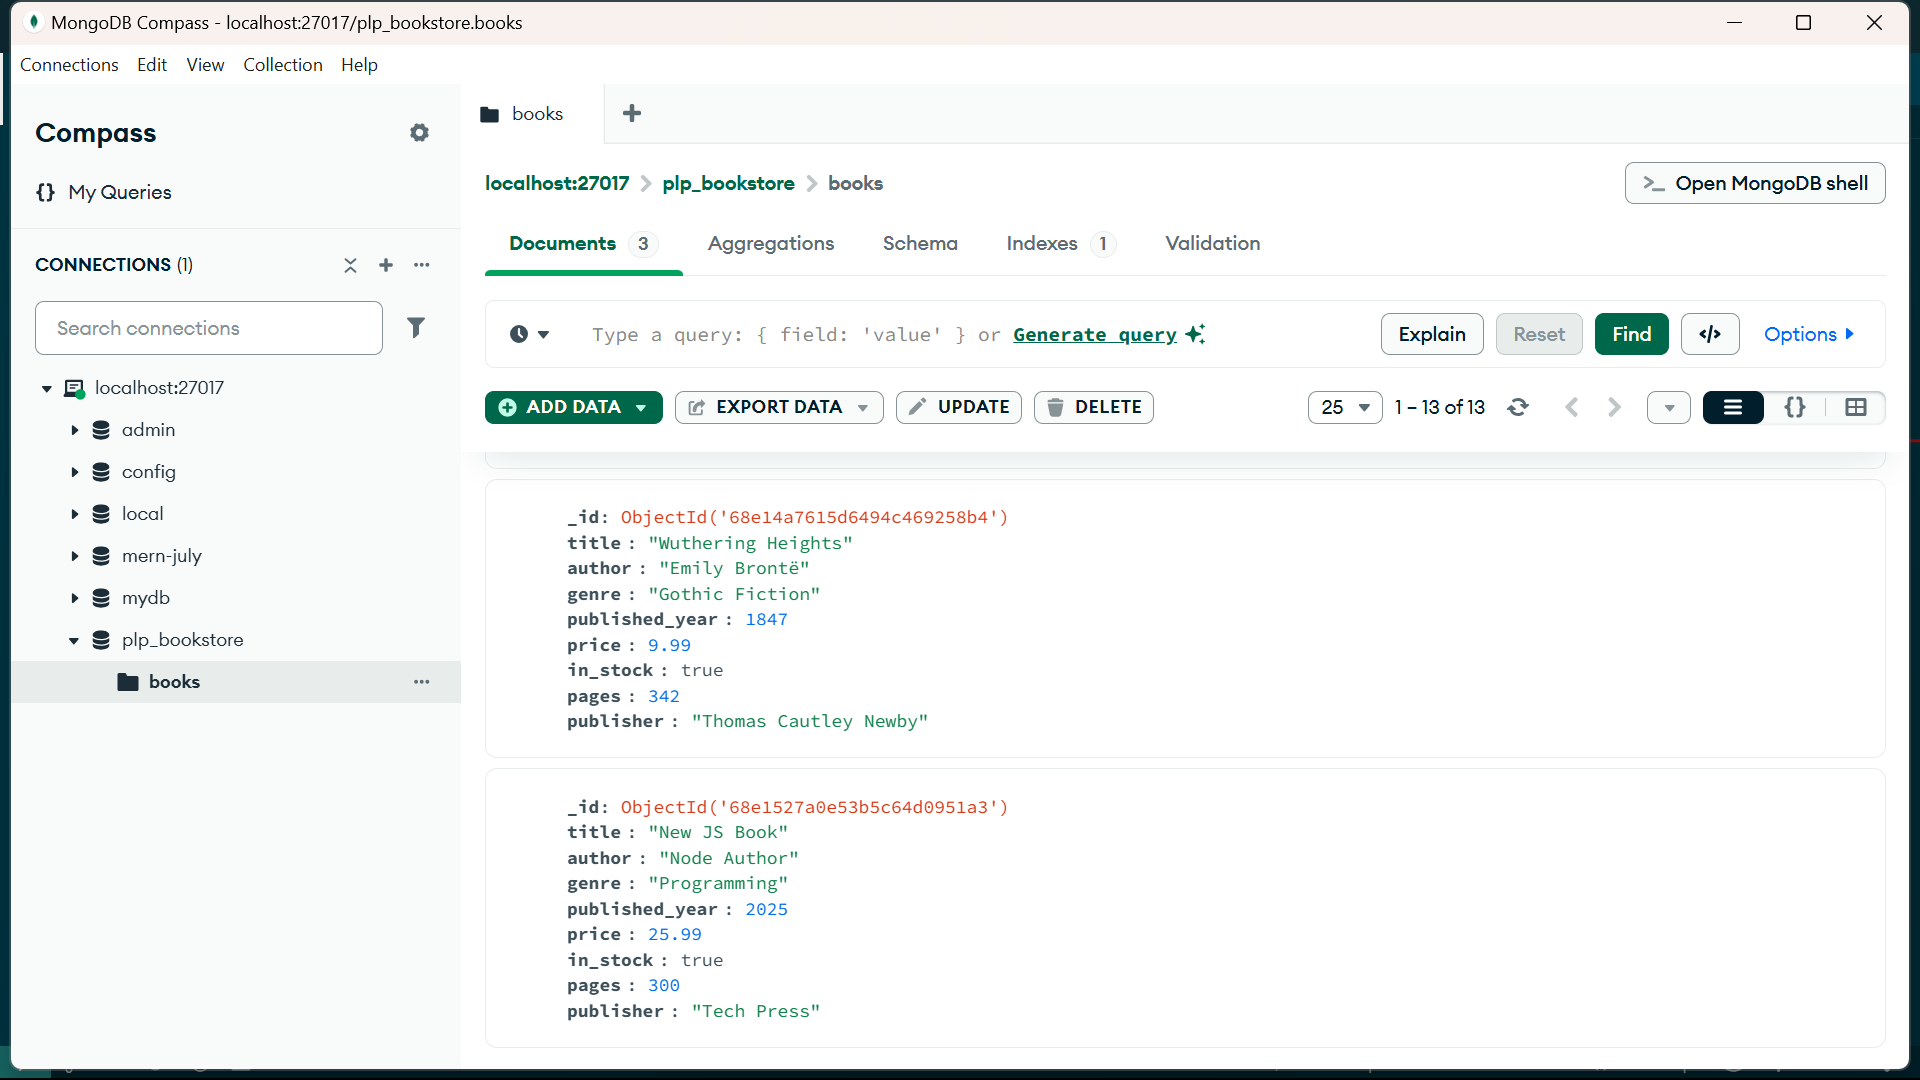 MongoDB Compass - localhost:27017/plp_bookstore.books
Connections Edit View Collection Help
Compass
{} My Queries
CONNECTIONS (1)
Search connections
localhost:27017
admin
config
local
mern-july
mydb
plp_bookstore
books
books
localhost:27017 > plp_bookstore > books
>_ Open MongoDB shell
Documents 3 Aggregations Schema Indexes 1 Validation
Type a query: { field: 'value' } or Generate query
Explain Reset Find </> Options
ADD DATA EXPORT DATA UPDATE DELETE
25 1 – 13 of 13 {}
_id: ObjectId('68e14a7615d6494c469258b4')
title : "Wuthering Heights"
author : "Emily Brontë"
genre : "Gothic Fiction"
published_year : 1847
price : 9.99
in_stock : true
pages : 342
publisher : "Thomas Cautley Newby"
_id: ObjectId('68e1527a0e53b5c64d0951a3')
title : "New JS Book"
author : "Node Author"
genre : "Programming"
published_year : 2025
price : 25.99
in_stock : true
pages : 300
publisher : "Tech Press"